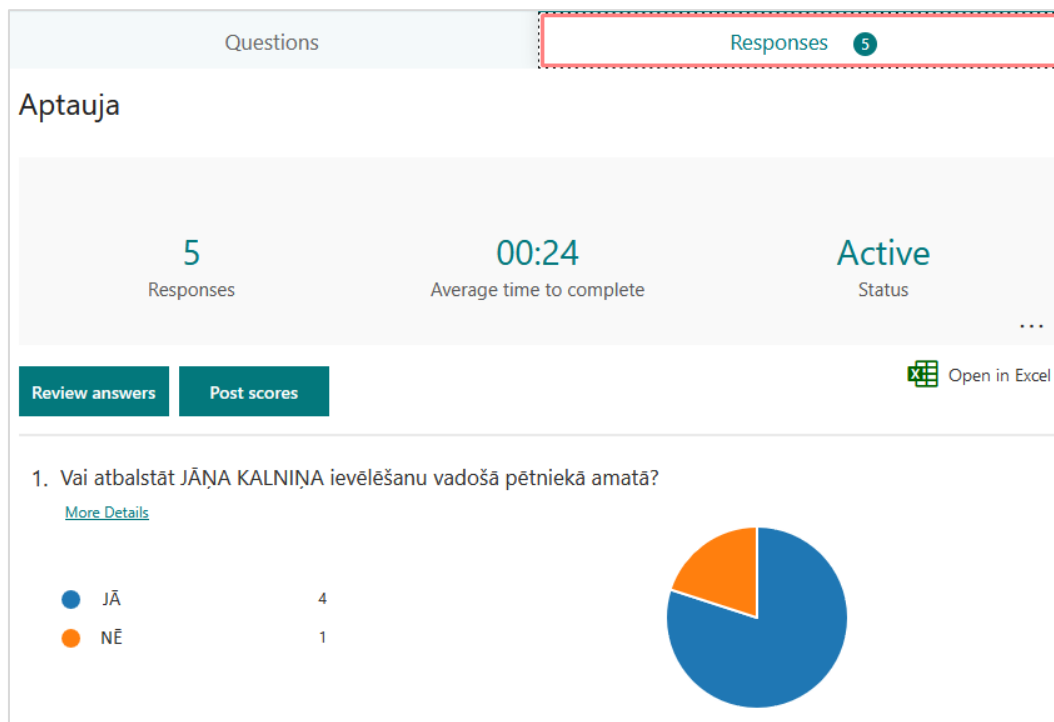 Questions
Responses 5
Aptauja
5
Responses
00:24
Average time to complete
Active
Status
...
Review answers
Post scores
Open in Excel
1. Vai atbalstāt JĀŅA KALNIŅA ievēlēšanu vadošā pētniekā amatā?
More Details
JĀ 4
NĒ 1